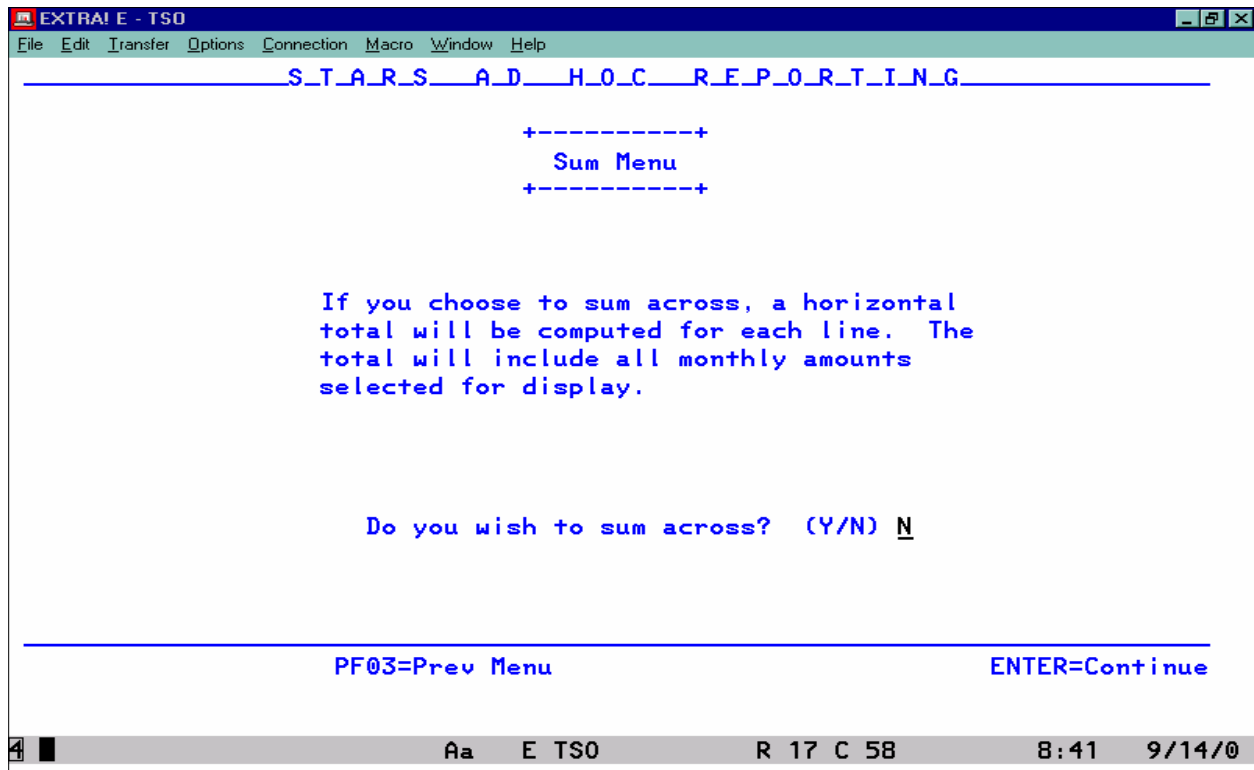 EXTRA! E - TSO
File Edit Transfer Options Connection Macro Window Help
S_T_A_R_S___A_D___H_O_C___R_E_P_O_R_T_I_N_G
+----------+
Sum Menu
+----------+
If you choose to sum across, a horizontal
total will be computed for each line.  The
total will include all monthly amounts
selected for display.
Do you wish to sum across?  (Y/N) N
PF03=Prev Menu ENTER=Continue
4 Aa E TSO R 17 C 58 8:41 9/14/0